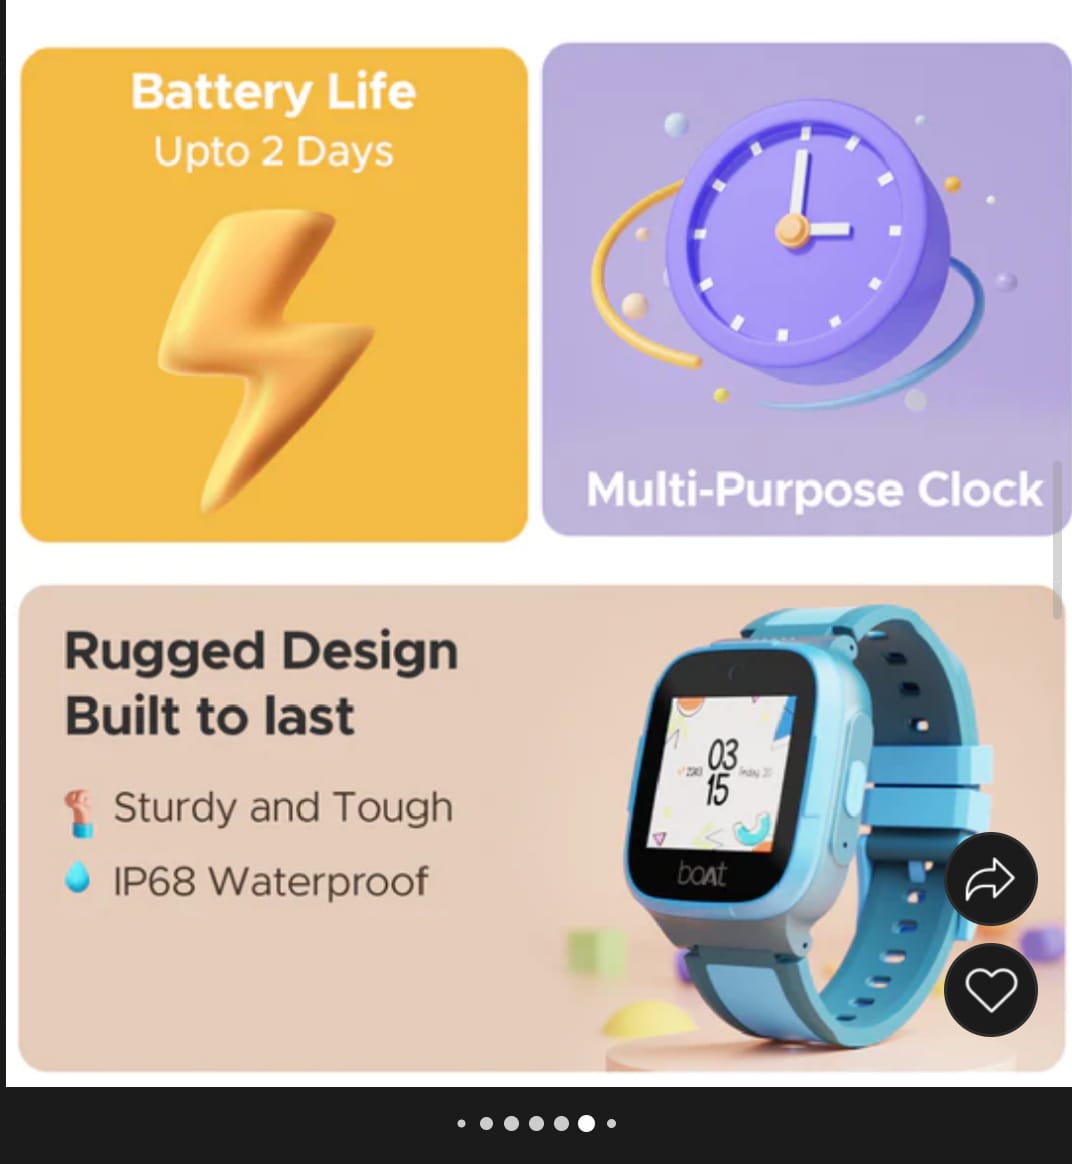 Battery Life
Upto 2 Days
Multi-Purpose Clock
Rugged Design
Built to last
Sturdy and Tough
IP68 Waterproof
03
15
boAt